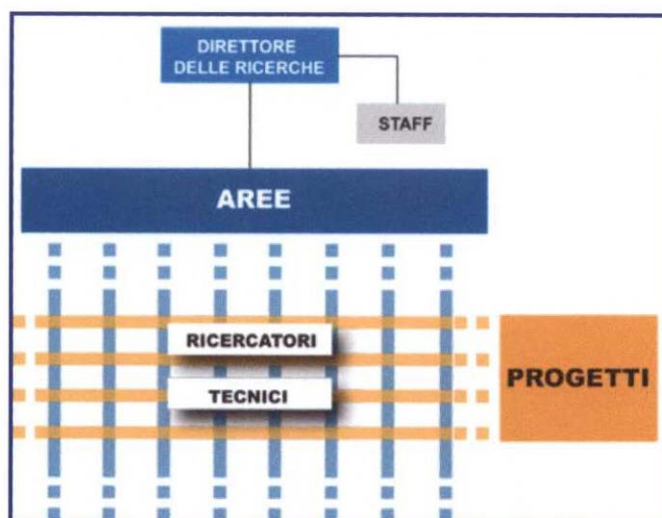 DIRETTORE
DELLE RICERCHE
STAFF
AREE
RICERCATORI
TECNICI
PROGETTI